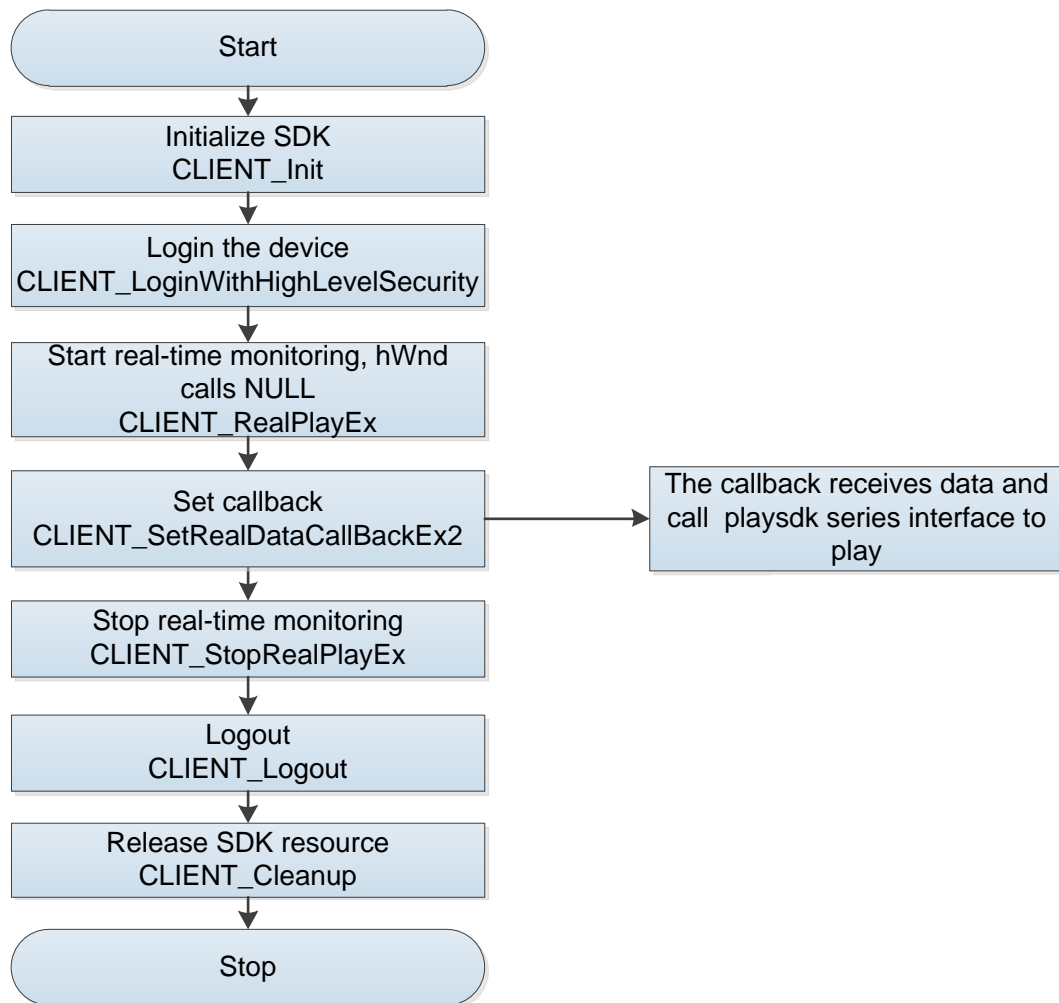 Start
Initialize SDK
CLIENT_Init
Login the device
CLIENT_LoginWithHighLevelSecurity
Start real-time monitoring, hWnd
calls NULL
CLIENT_RealPlayEx
Set callback
CLIENT_SetRealDataCallBackEx2
The callback receives data and
call playsdk series interface to
play
Stop real-time monitoring
CLIENT_StopRealPlayEx
Logout
CLIENT_Logout
Release SDK resource
CLIENT_Cleanup
Stop